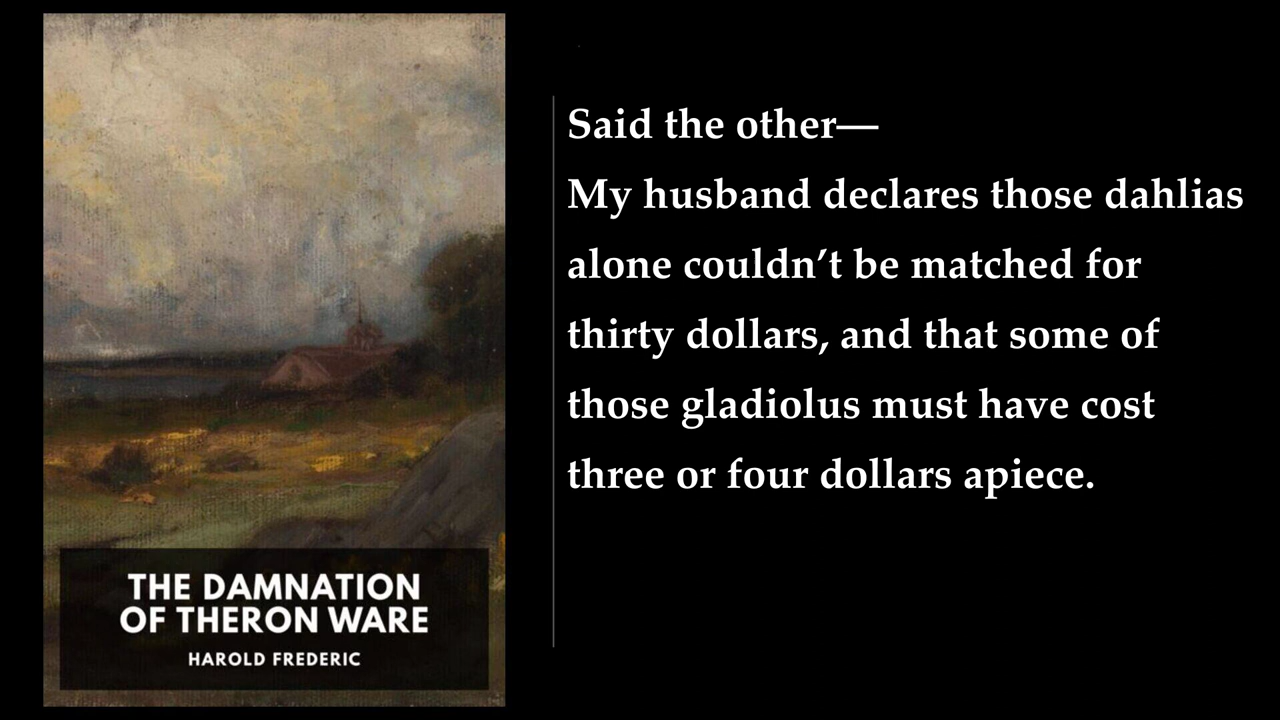 Said the other—
My husband declares those dahlias
alone couldn’t be matched for
thirty dollars, and that some of
those gladiolus must have cost
three or four dollars apiece.
THE DAMNATION
OF THERON WARE
HAROLD FREDERIC